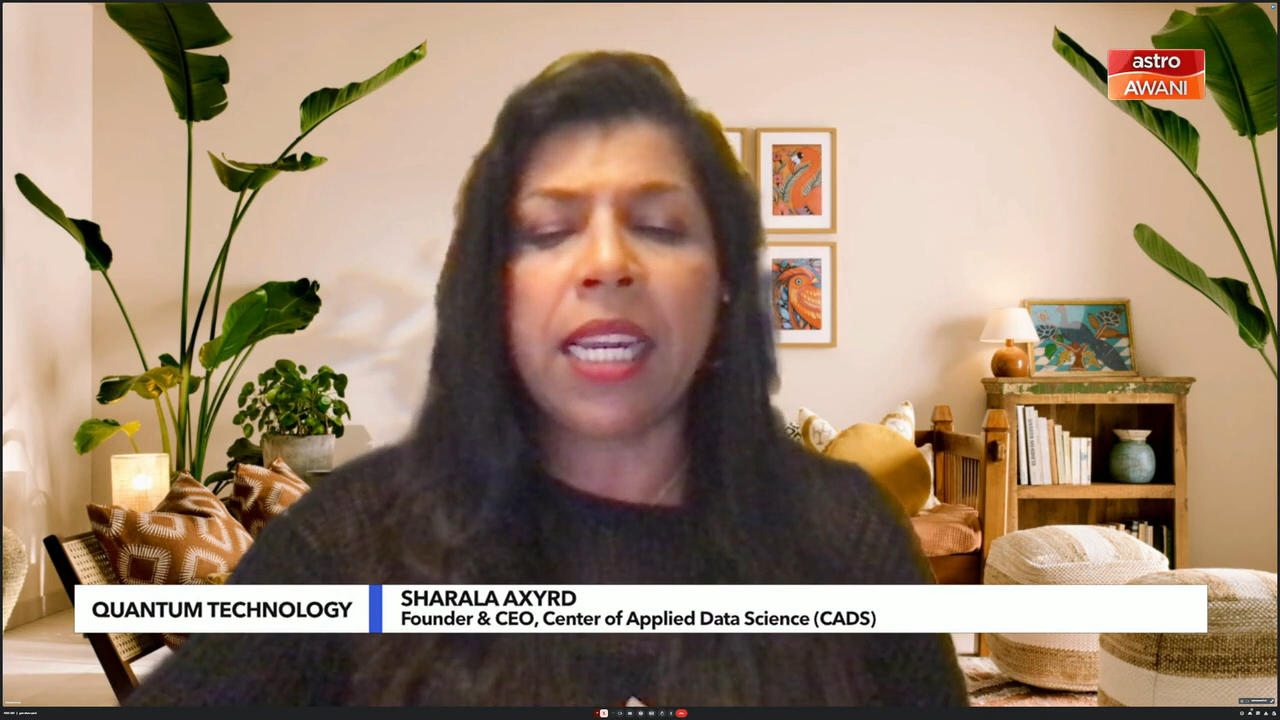 astro
AWANI
QUANTUM TECHNOLOGY
SHARALA AXYRD
Founder & CEO, Center of Applied Data Science (CADS)